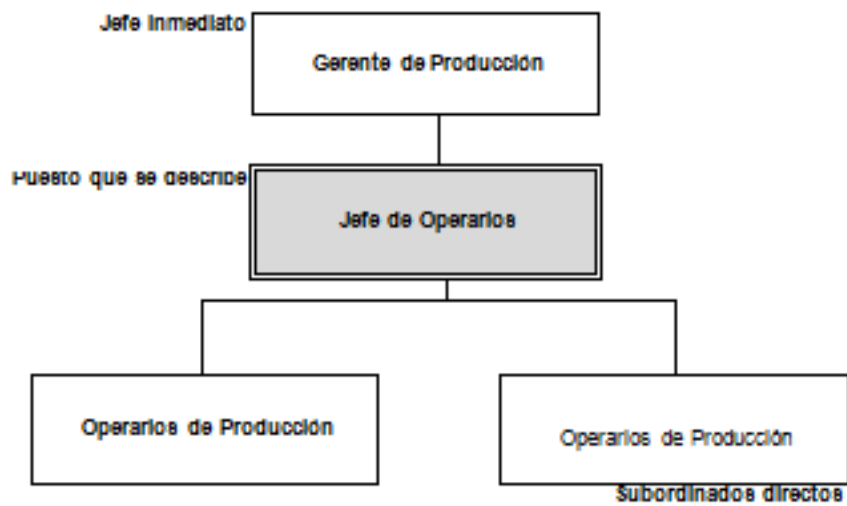 Jefe Inmediato
Gerente de Producción
Puesto que se describe
Jefe de Operarios
Operarios de Producción
Operarios de Producción
Subordinados directos